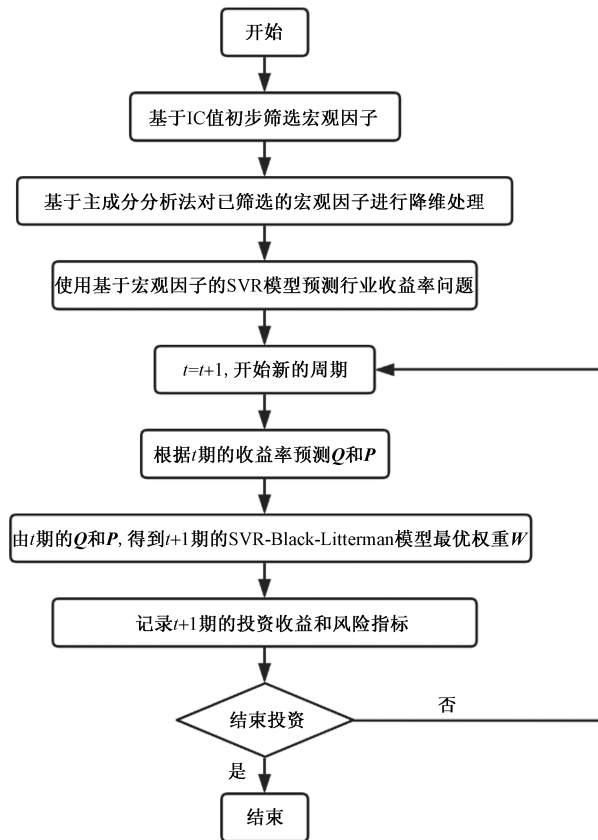 开始
基于IC值初步筛选宏观因子
基于主成分分析法对已筛选的宏观因子进行降维处理
使用基于宏观因子的SVR模型预测行业收益率问题
t=t+1, 开始新的周期
根据t期的收益率预测Q和P
由t期的Q和P, 得到t+1期的SVR-Black-Litterman模型最优权重W
记录t+1期的投资收益和风险指标
结束投资
否
是
结束